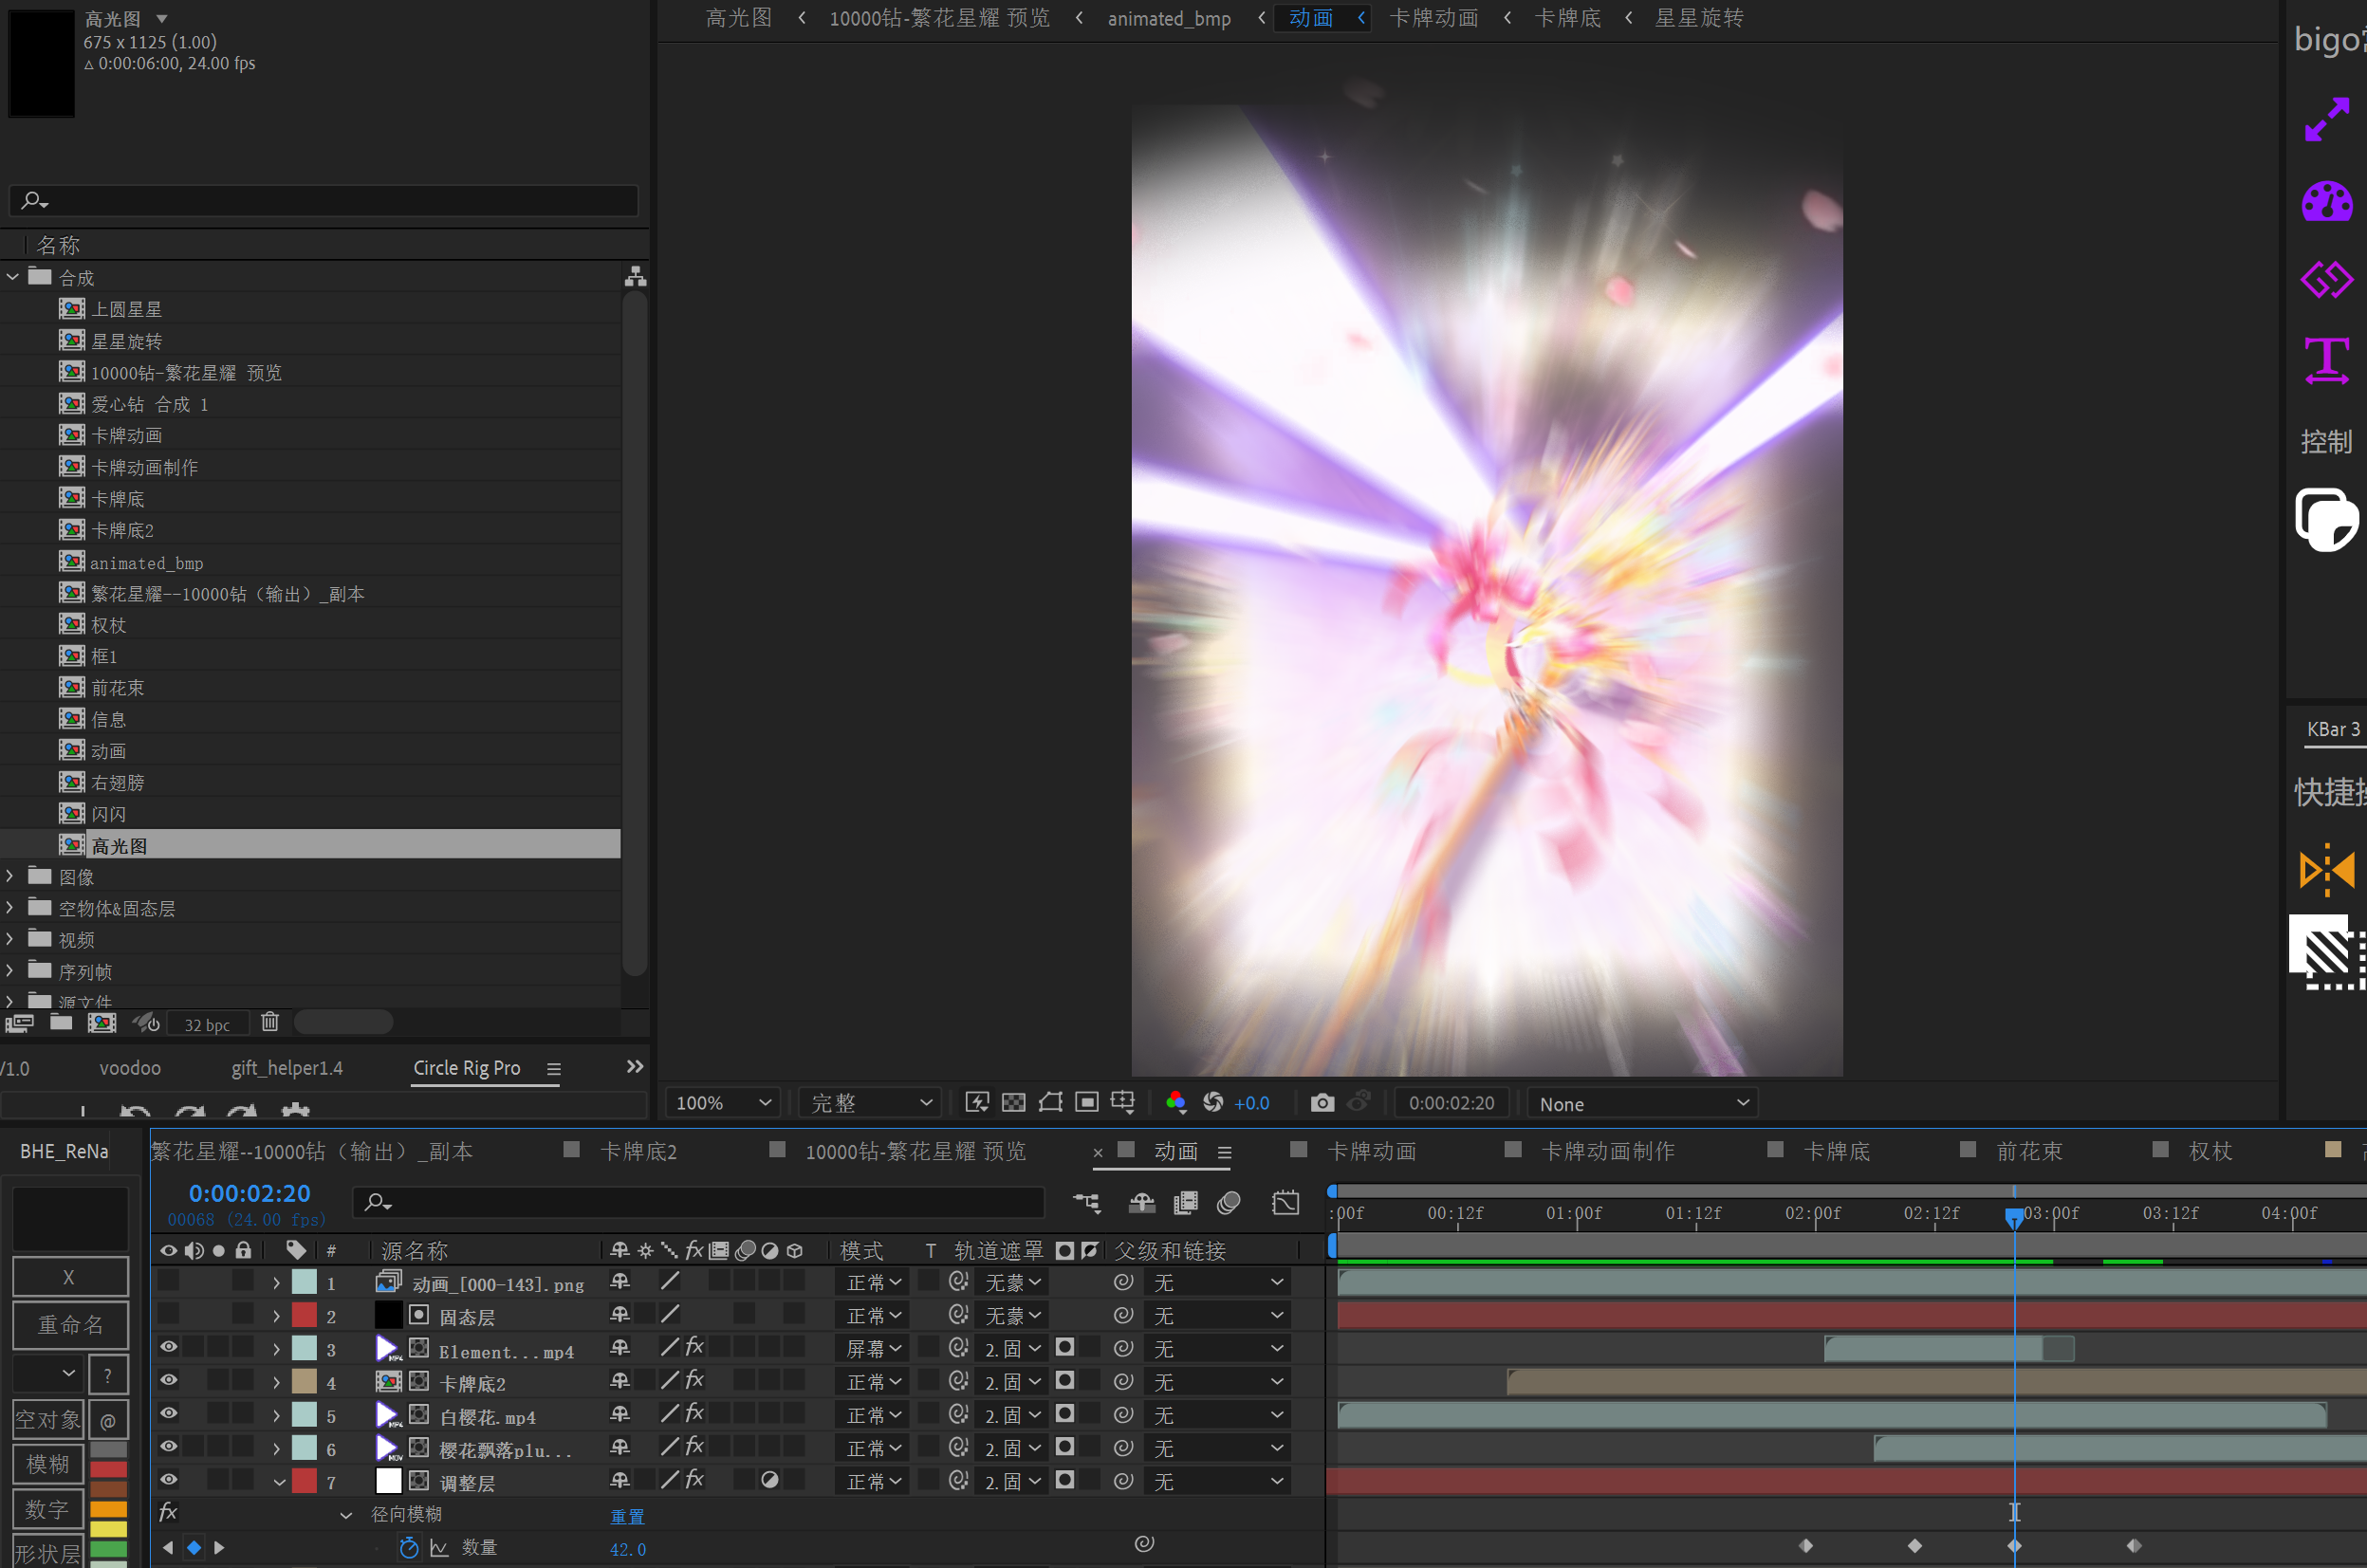 高光图
675 x 1125 (1.00)
△ 0:00:06:00, 24.00 fps
名称
合成
上圆星星
星星旋转
10000钻-繁花星耀 预览
爱心钻 合成 1
卡牌动画
卡牌动画制作
卡牌底
卡牌底2
animated_bmp
繁花星耀--10000钻（输出）_副本
权杖
框1
前花束
信息
动画
右翅膀
闪闪
高光图
图像
空物体&固态层
视频
序列帧
源文件
32 bpc
/1.0 voodoo gift_helper1.4 Circle Rig Pro
高光图 ‹ 10000钻-繁花星耀 预览 ‹ animated_bmp ‹ 动画 ‹ 卡牌动画 ‹ 卡牌底 ‹ 星星旋转
100% 完整 +0.0 0:00:02:20 None
控制
KBar 3
BHE_ReNa
X
重命名
?
空对象 @
模糊
数字
形状层
繁花星耀--10000钻（输出）_副本 卡牌底2 10000钻-繁花星耀 预览 × 动画 卡牌动画 卡牌动画制作 卡牌底 前花束 权杖
0:00:02:20
00068 (24.00 fps)
:00f 00:12f 01:00f 01:12f 02:00f 02:12f 03:00f 03:12f 04:00f
# 源名称 fx 模式 T 轨道遮罩 父级和链接
1 动画_[000-143].png 正常 无蒙 无
2 固态层 正常 无蒙 无
3 Element...mp4 fx 屏幕 2.固 无
4 卡牌底2 fx 正常 2.固 无
5 白樱花.mp4 fx 正常 2.固 无
6 樱花飘落plu... fx 正常 2.固 无
7 调整层 fx 正常 2.固 无
fx 径向模糊 重置
数量 42.0